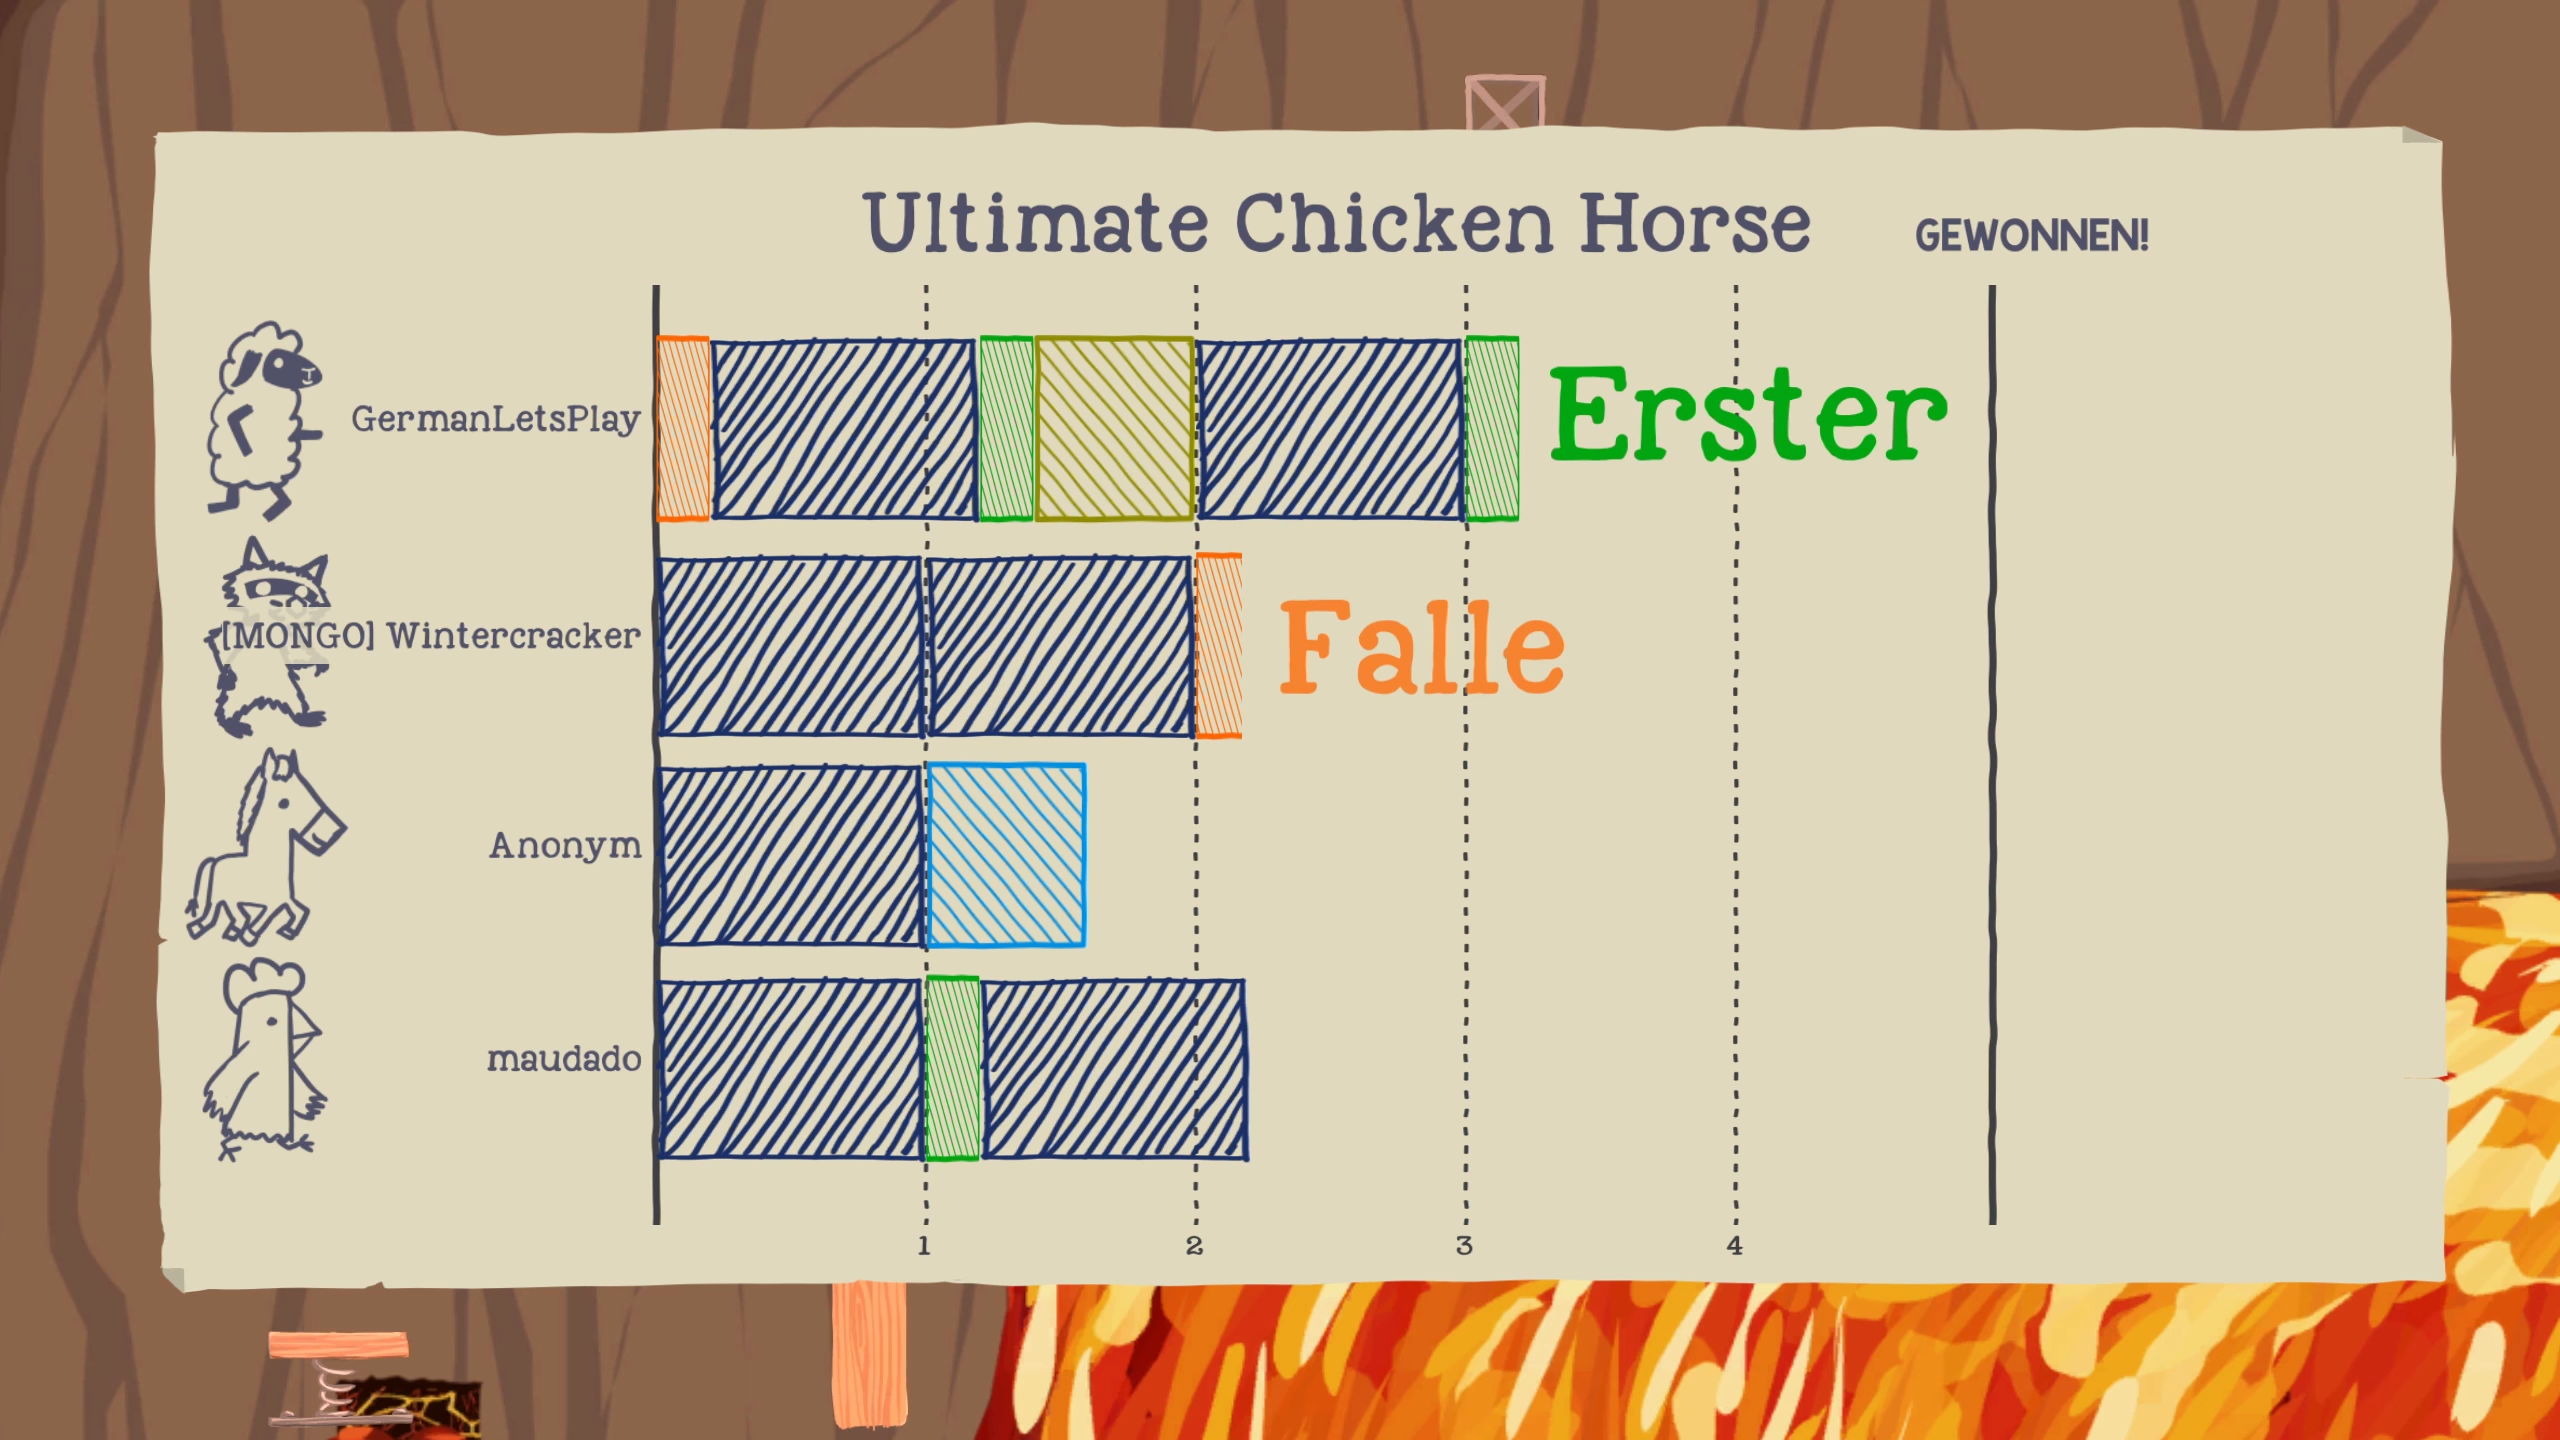 Ultimate Chicken Horse
GEWONNEN!
GermanLetsPlay
Erster
[MONGO] Wintercracker
Falle
Anonym
maudado
1 2 3 4